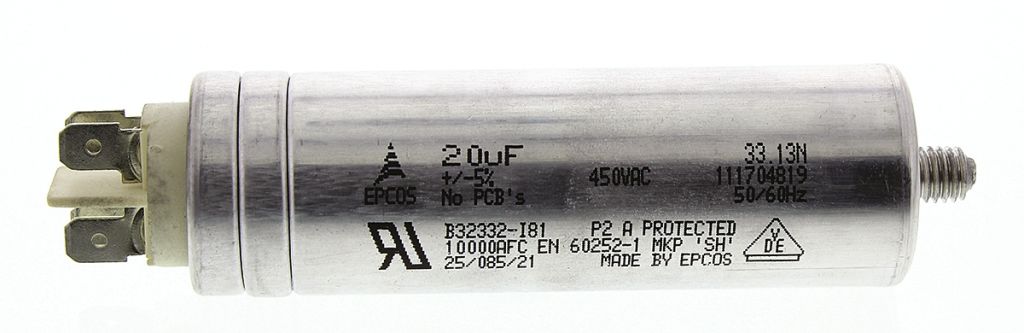 20uF 33.13N
+/-5% 450VAC 111704819
EPCOS No PCB's 50/60Hz
B32332-I81 P2 A PROTECTED
10000AFC EN 60252-1 MKP 'SH'
25/085/21 MADE BY EPCOS
VDE